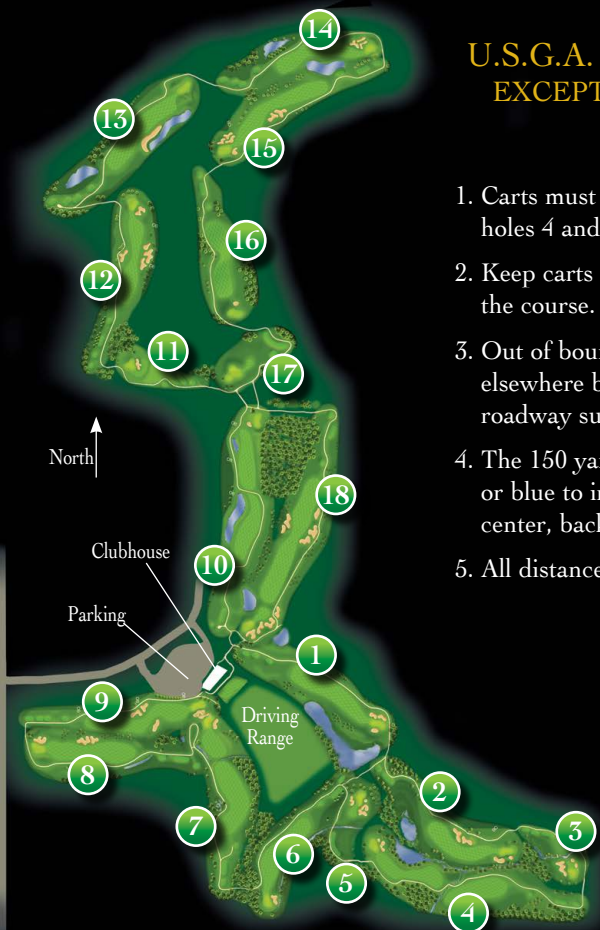 U.S.G.A.
EXCEPT
1. Carts must
holes 4 and
2. Keep carts
the course.
3. Out of boun
elsewhere b
roadway su
4. The 150 ya
or blue to i
center, bac
5. All distance
14
13
15
16
12
11
17
North
18
Clubhouse
10
Parking
1
9
Driving
Range
8
2
7
3
6
5
4